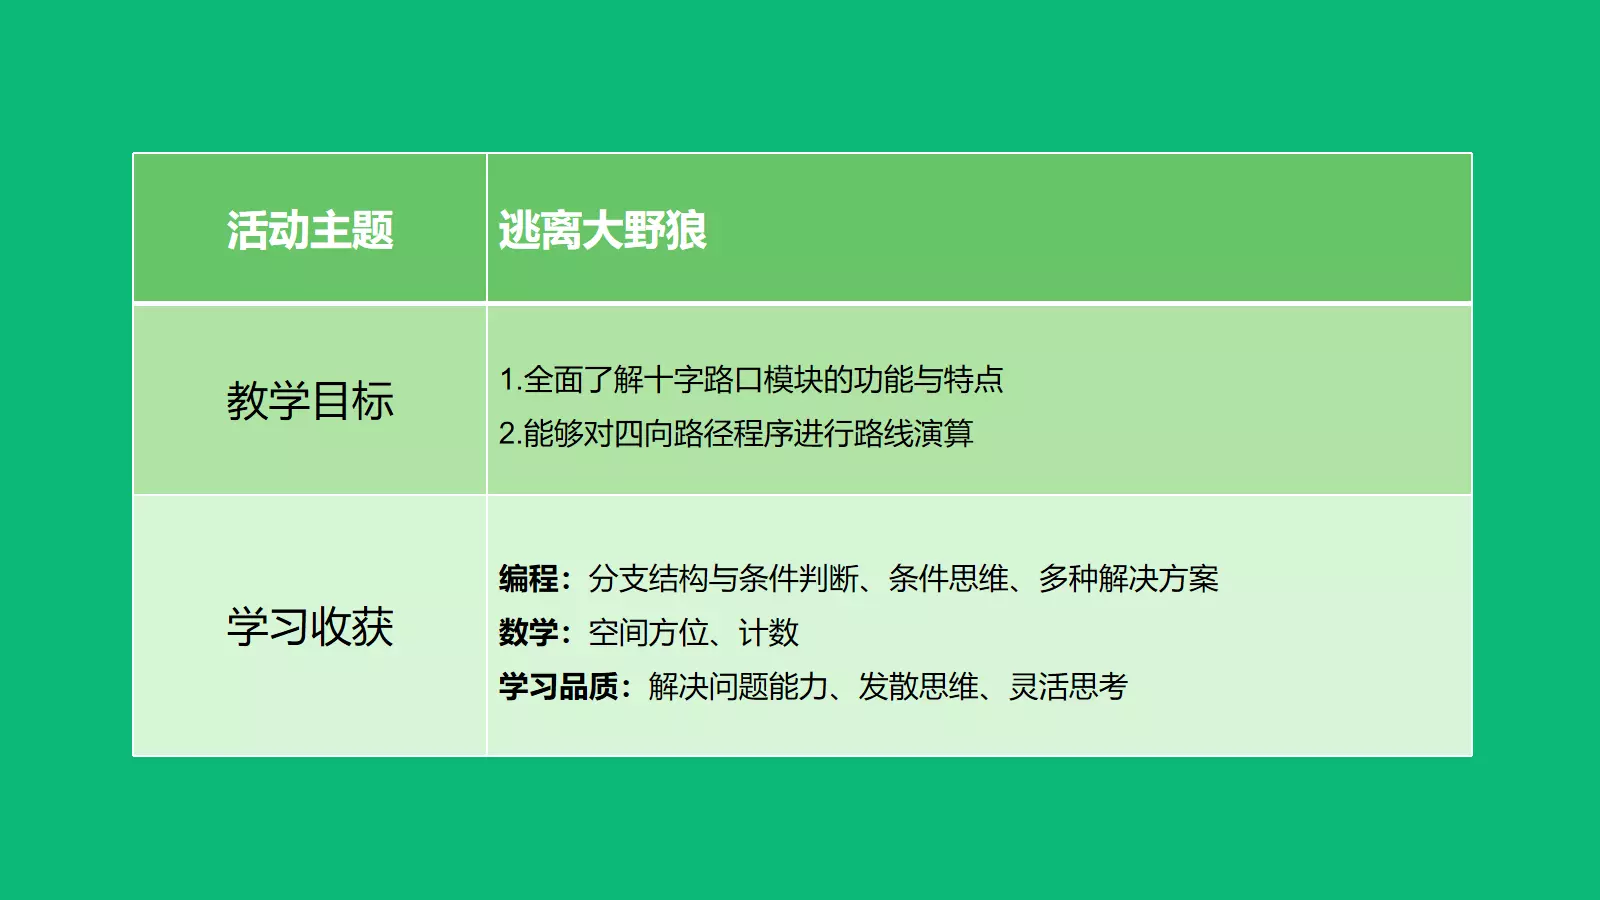 活动主题
逃离大野狼
教学目标
1.全面了解十字路口模块的功能与特点
2.能够对四向路径程序进行路线演算
学习收获
编程：分支结构与条件判断、条件思维、多种解决方案
数学：空间方位、计数
学习品质：解决问题能力、发散思维、灵活思考